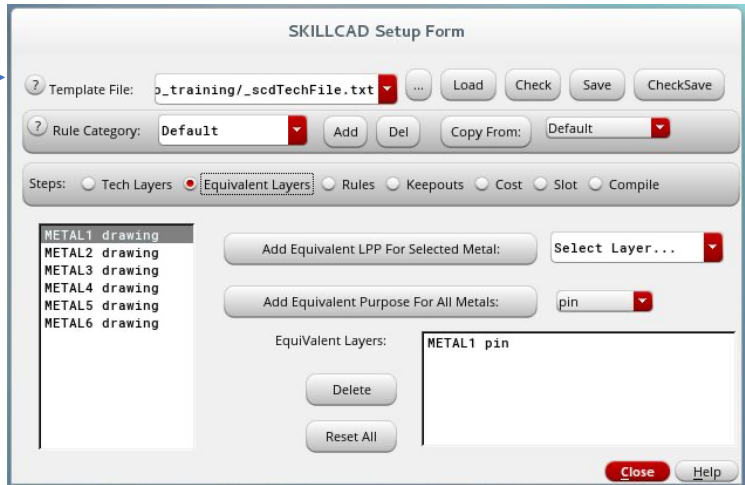 SKILLCAD Setup Form
? Template File: o_training/_scdTechFile.txt ... Load Check Save CheckSave
? Rule Category: Default Add Del Copy From: Default
Steps: Tech Layers Equivalent Layers Rules Keepouts Cost Slot Compile
METAL1 drawing
METAL2 drawing
METAL3 drawing
METAL4 drawing
METAL5 drawing
METAL6 drawing
Add Equivalent LPP For Selected Metal: Select Layer...
Add Equivalent Purpose For All Metals: pin
EquiValent Layers: METAL1 pin
Delete
Reset All
Close Help